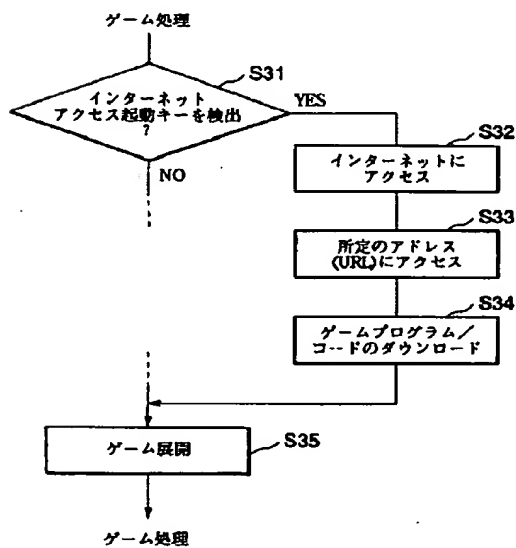 ゲーム処理
S31
インターネット
アクセス起動キーを検出
?
YES
NO
S32
インターネットに
アクセス
S33
所定のアドレス
(URL)にアクセス
S34
ゲームプログラム／
コードのダウンロード
ゲーム展開
S35
ゲーム処理